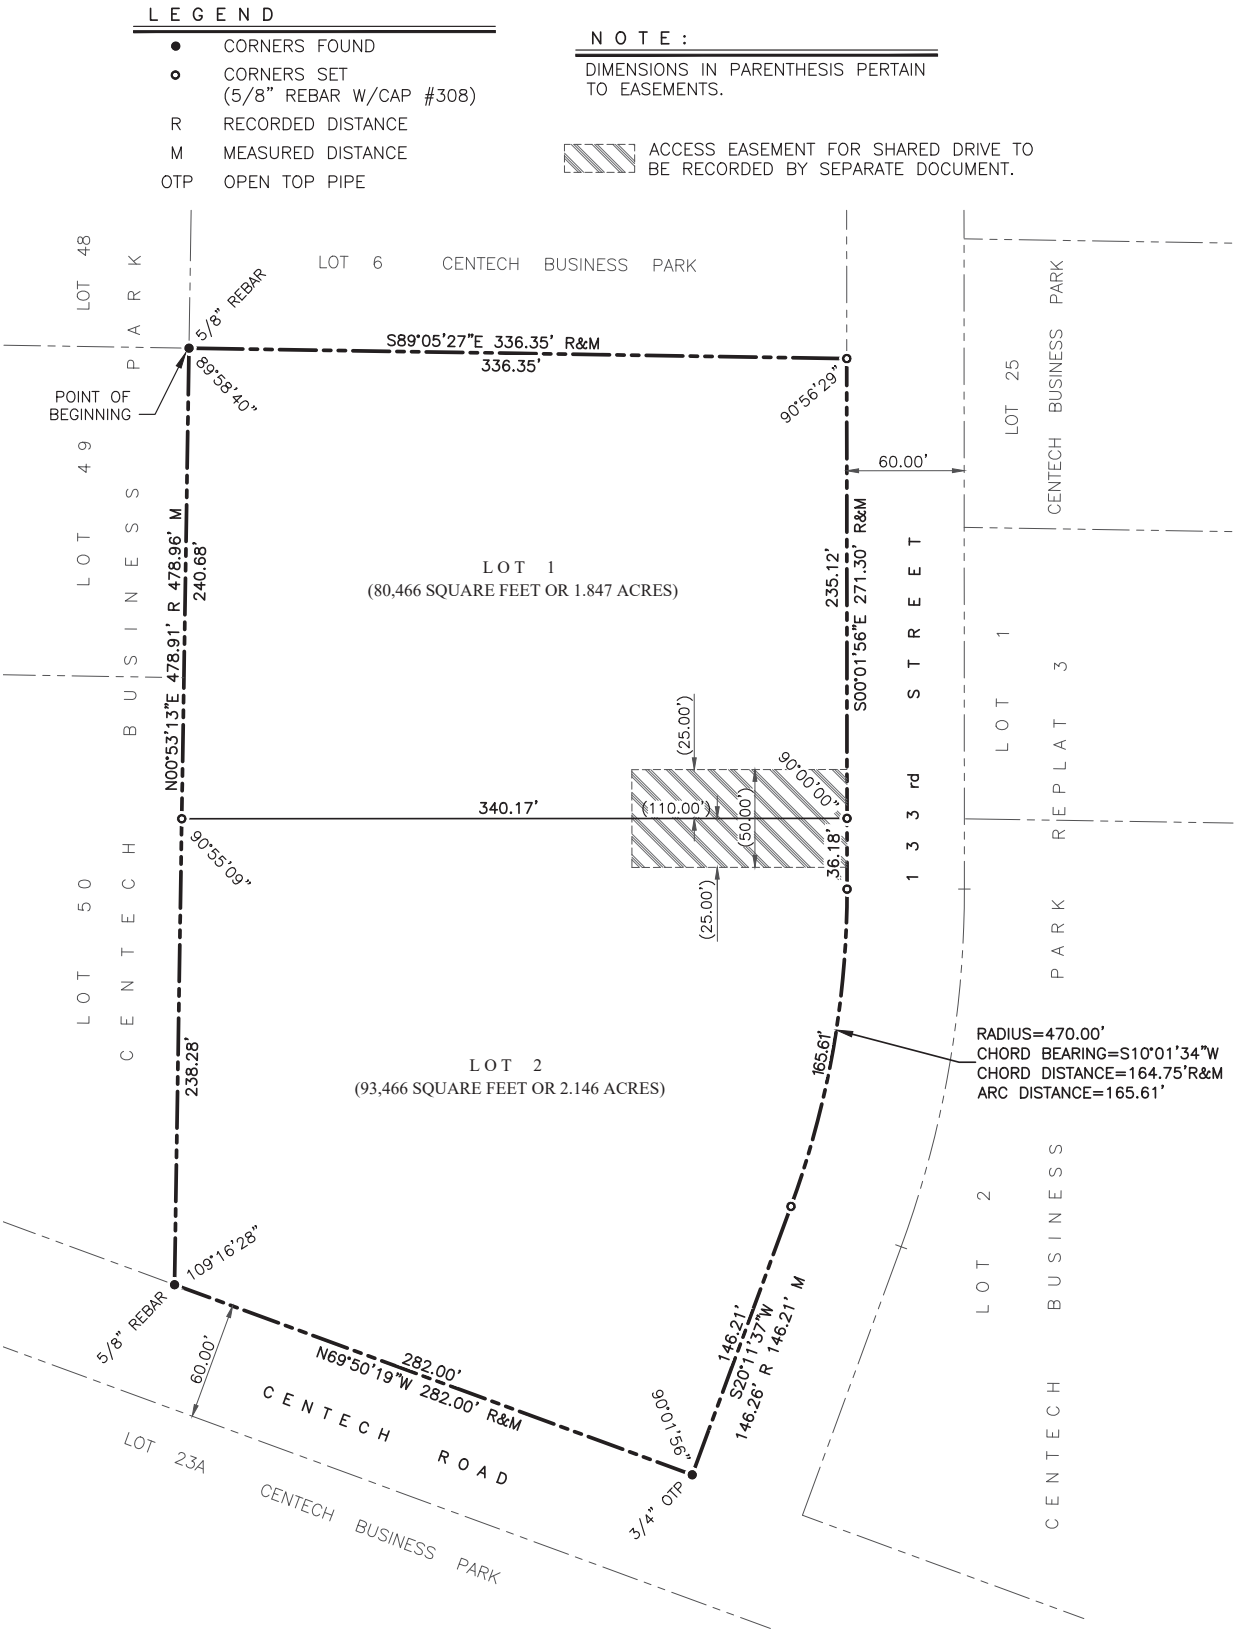 LEGEND
CORNERS FOUND
CORNERS SET
(5/8" REBAR W/CAP #308)
R RECORDED DISTANCE
M MEASURED DISTANCE
OTP OPEN TOP PIPE
NOTE:
DIMENSIONS IN PARENTHESIS PERTAIN
TO EASEMENTS.
ACCESS EASEMENT FOR SHARED DRIVE TO
BE RECORDED BY SEPARATE DOCUMENT.
LOT 48
LOT 6 CENTECH BUSINESS PARK
5/8" REBAR
S89°05'27"E 336.35' R&M
336.35'
89°58'40"
90°56'29"
POINT OF
BEGINNING
LOT 49
CENTECH BUSINESS PARK
N00°53'13"E 478.91' R 478.96' M
240.68'
LOT 1
(80,466 SQUARE FEET OR 1.847 ACRES)
235.12'
S00°01'56"E 271.30' R&M
60.00'
133rd STREET
LOT 25
CENTECH BUSINESS PARK
LOT 1
CENTECH BUSINESS PARK REPLAT 3
(25.00')
90°00'00"
340.17'
(110.00')
(50.00')
36.18'
(25.00')
90°55'09"
LOT 50
238.28'
LOT 2
(93,466 SQUARE FEET OR 2.146 ACRES)
165.61'
RADIUS=470.00'
CHORD BEARING=S10°01'34"W
CHORD DISTANCE=164.75'R&M
ARC DISTANCE=165.61'
LOT 2
109°16'28"
5/8" REBAR
60.00'
282.00'
N69°50'19"W 282.00' R&M
CENTECH ROAD
146.21'
S20°11'37"W
146.26' R 146.21' M
90°01'56"
3/4" OTP
LOT 23A CENTECH BUSINESS PARK